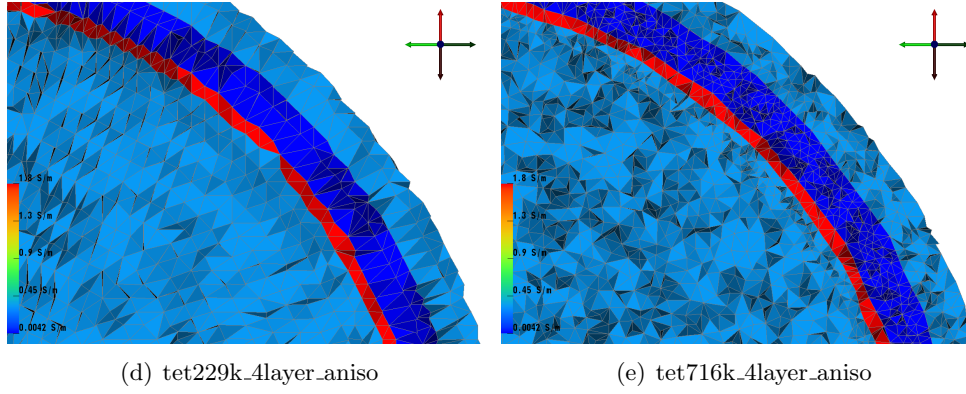 1.8 S/m
1.3 S/m
0.9 S/m
0.45 S/m
0.0042 S/m
1.8 S/m
1.3 S/m
0.9 S/m
0.45 S/m
0.0042 S/m
(d) tet229k_4layer_aniso
(e) tet716k_4layer_aniso